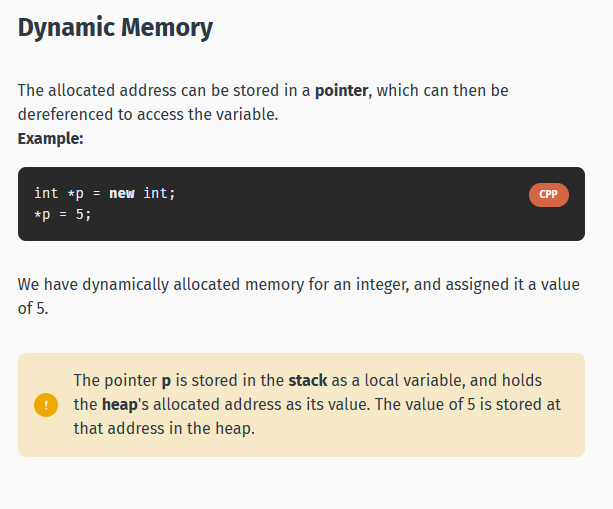 Dynamic Memory
The allocated address can be stored in a pointer, which can then be
dereferenced to access the variable.
Example:
int *p = new int;
CPP
*p = 5;
We have dynamically allocated memory for an integer, and assigned it a value
of 5.
The pointer p is stored in the stack as a local variable, and holds
the heap's allocated address as its value. The value of 5 is stored at
!
that address in the heap.